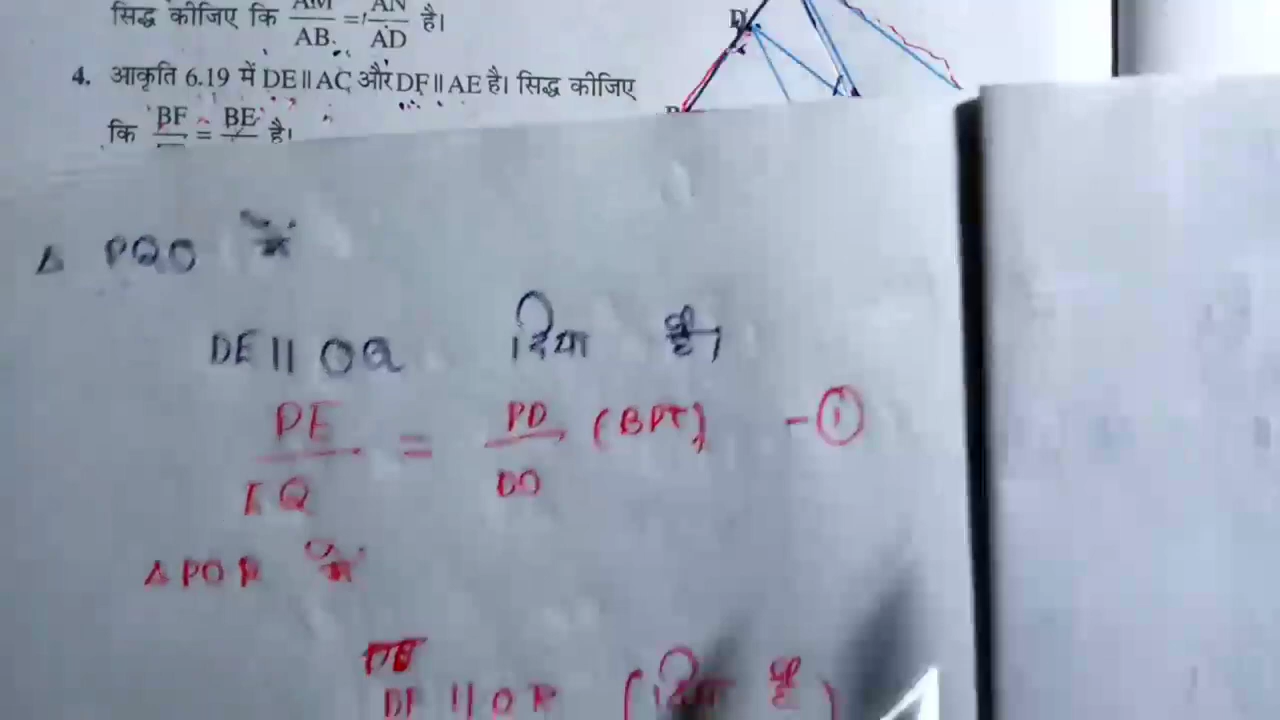 सिद्ध कीजिए कि AM/AB = AN/AD है।
D
4. आकृति 6.19 में DE || AC और DF || AE है। सिद्ध कीजिए
कि BF = BE है।
Δ PQO में
DE || OQ दिया है।
PE/EQ = PD/DO (BPT) - ①
Δ POR में
DF || OR (दिया है)